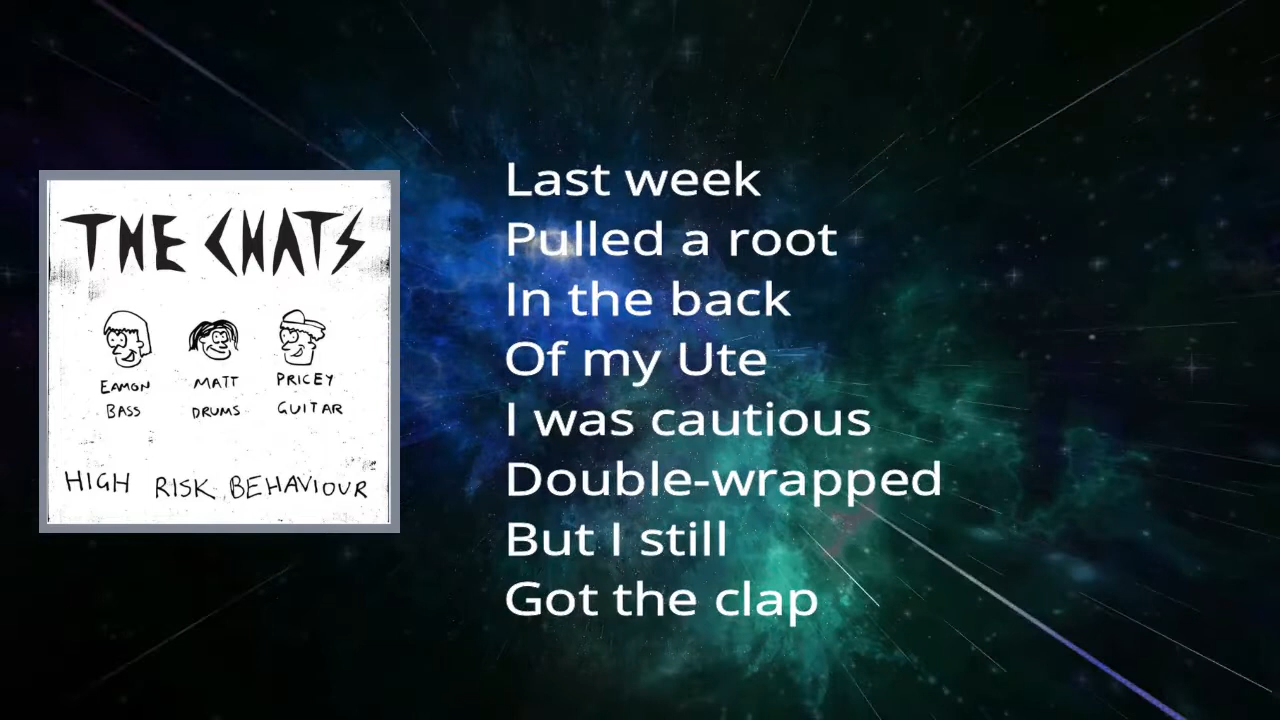 THE CHATS
EAMON MATT PRICEY
BASS DRUMS GUITAR
HIGH RISK BEHAVIOUR
Last week
Pulled a root
In the back
Of my Ute
I was cautious
Double-wrapped
But I still
Got the clap